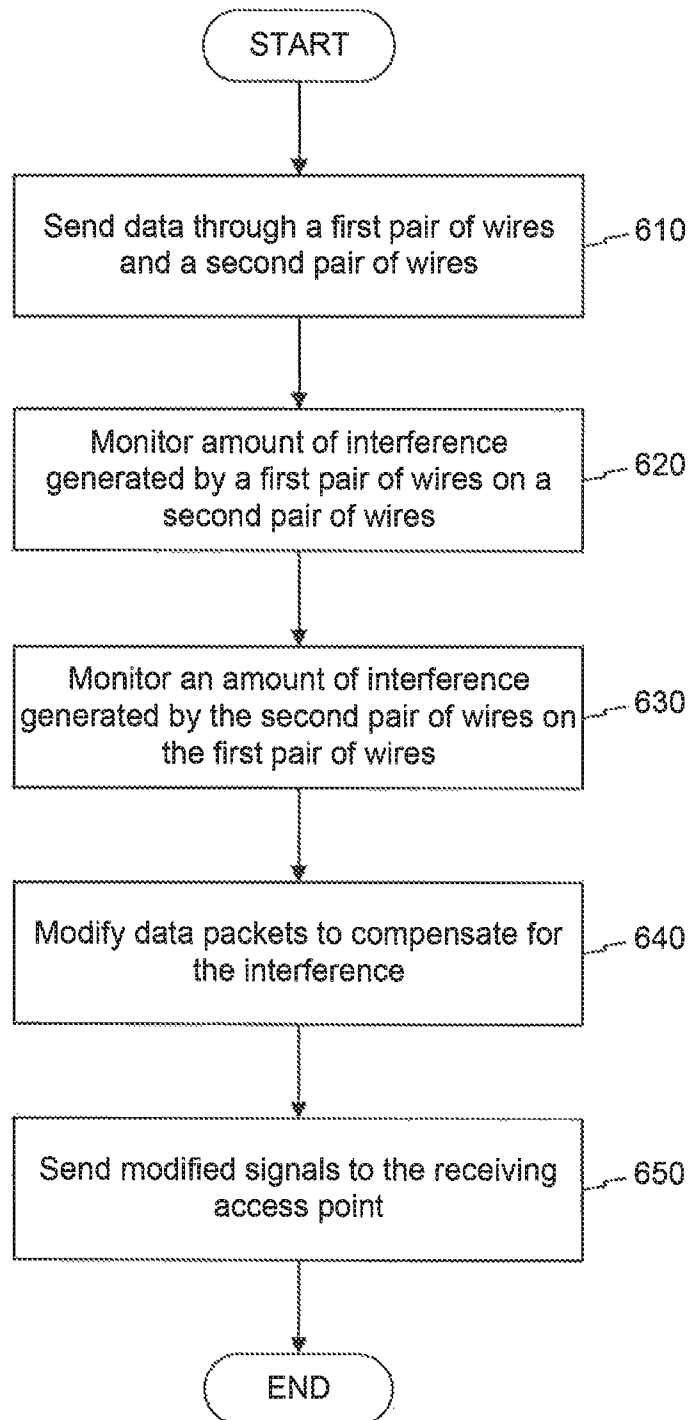 START
Send data through a first pair of wires
and a second pair of wires
610
Monitor amount of interference
generated by a first pair of wires on a
second pair of wires
620
Monitor an amount of interference
generated by the second pair of wires on
the first pair of wires
630
Modify data packets to compensate for
the interference
640
Send modified signals to the receiving
access point
650
END